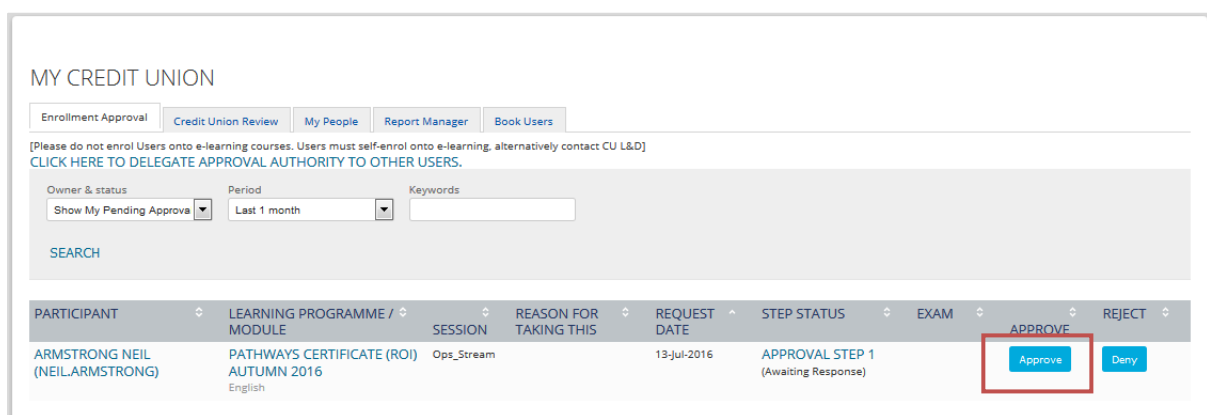 MY CREDIT UNION
Enrollment Approval Credit Union Review My People Report Manager Book Users
[Please do not enrol Users onto e-learning courses. Users must self-enrol onto e-learning, alternatively contact CU L&D]
CLICK HERE TO DELEGATE APPROVAL AUTHORITY TO OTHER USERS.
Owner & status Period Keywords
Show My Pending Approva Last 1 month
SEARCH
PARTICIPANT LEARNING PROGRAMME / MODULE SESSION REASON FOR TAKING THIS REQUEST DATE STEP STATUS EXAM APPROVE REJECT
ARMSTRONG NEIL PATHWAYS CERTIFICATE (ROI) Ops_Stream 13-Jul-2016 APPROVAL STEP 1 Approve Deny
(NEIL.ARMSTRONG) AUTUMN 2016 (Awaiting Response)
English